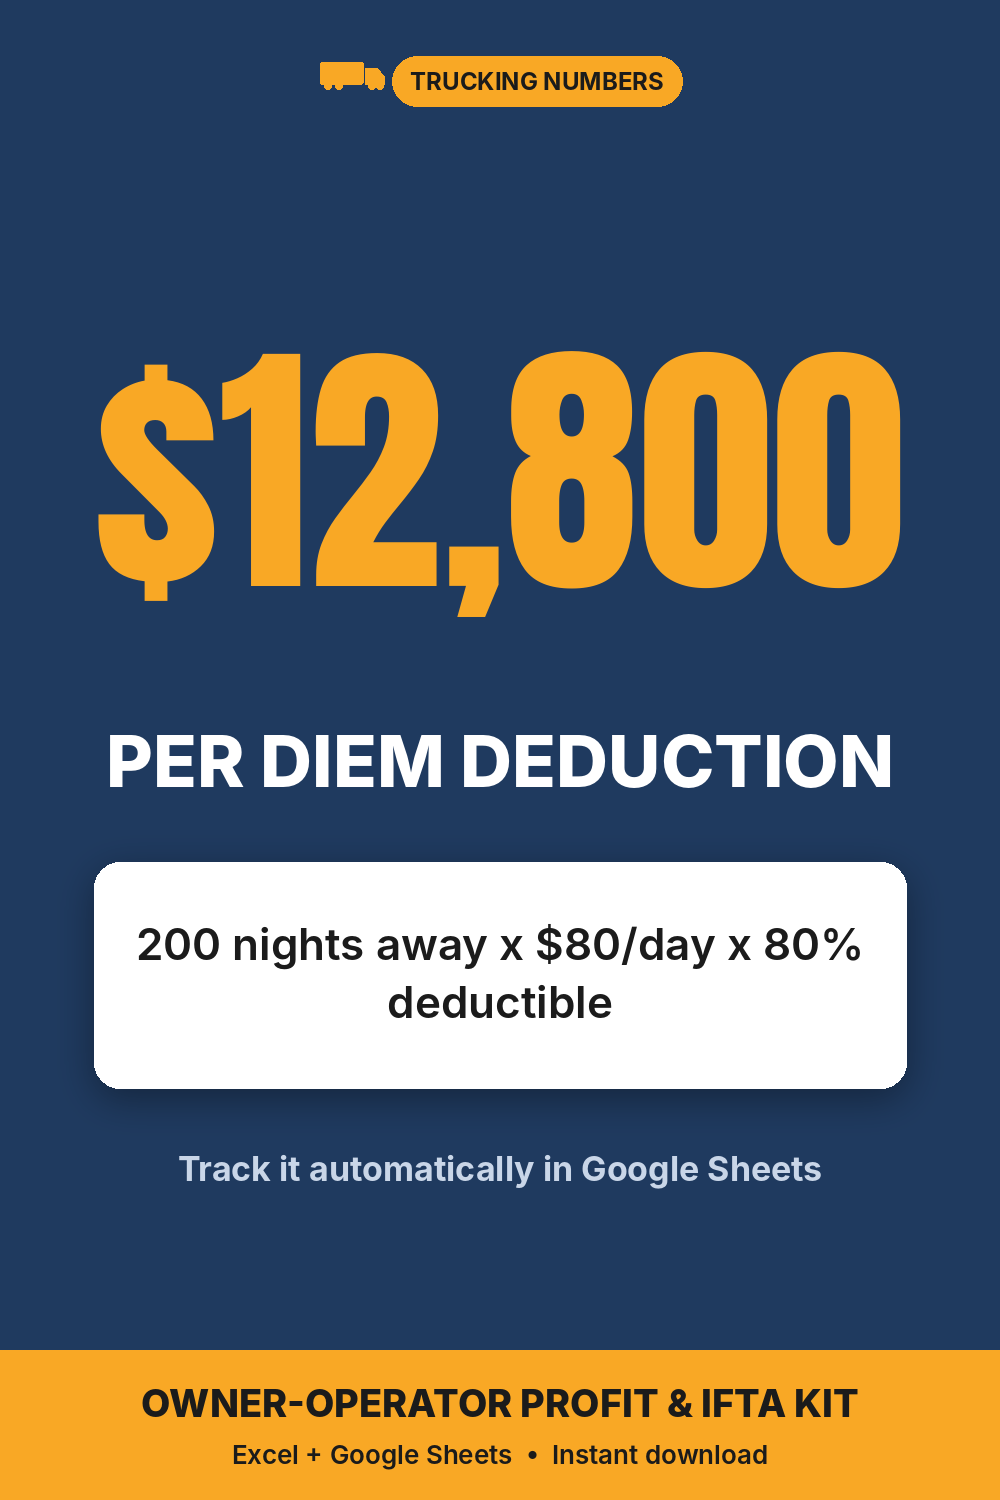 TRUCKING NUMBERS
$12,800
PER DIEM DEDUCTION
200 nights away x $80/day x 80%
deductible
Track it automatically in Google Sheets
OWNER-OPERATOR PROFIT & IFTA KIT
Excel + Google Sheets • Instant download